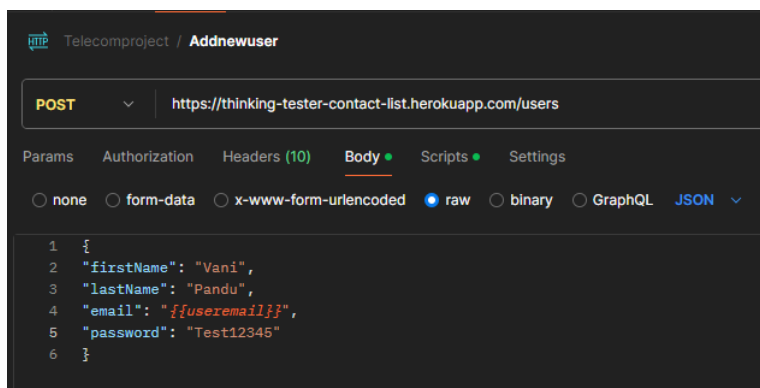 HTTP Telecomproject / Addnewuser
POST https://thinking-tester-contact-list.herokuapp.com/users
Params Authorization Headers (10) Body Scripts Settings
none form-data x-www-form-urlencoded raw binary GraphQL JSON
1 {
2 "firstName": "Vani",
3 "lastName": "Pandu",
4 "email": "{{useremail}}",
5 "password": "Test12345"
6 }